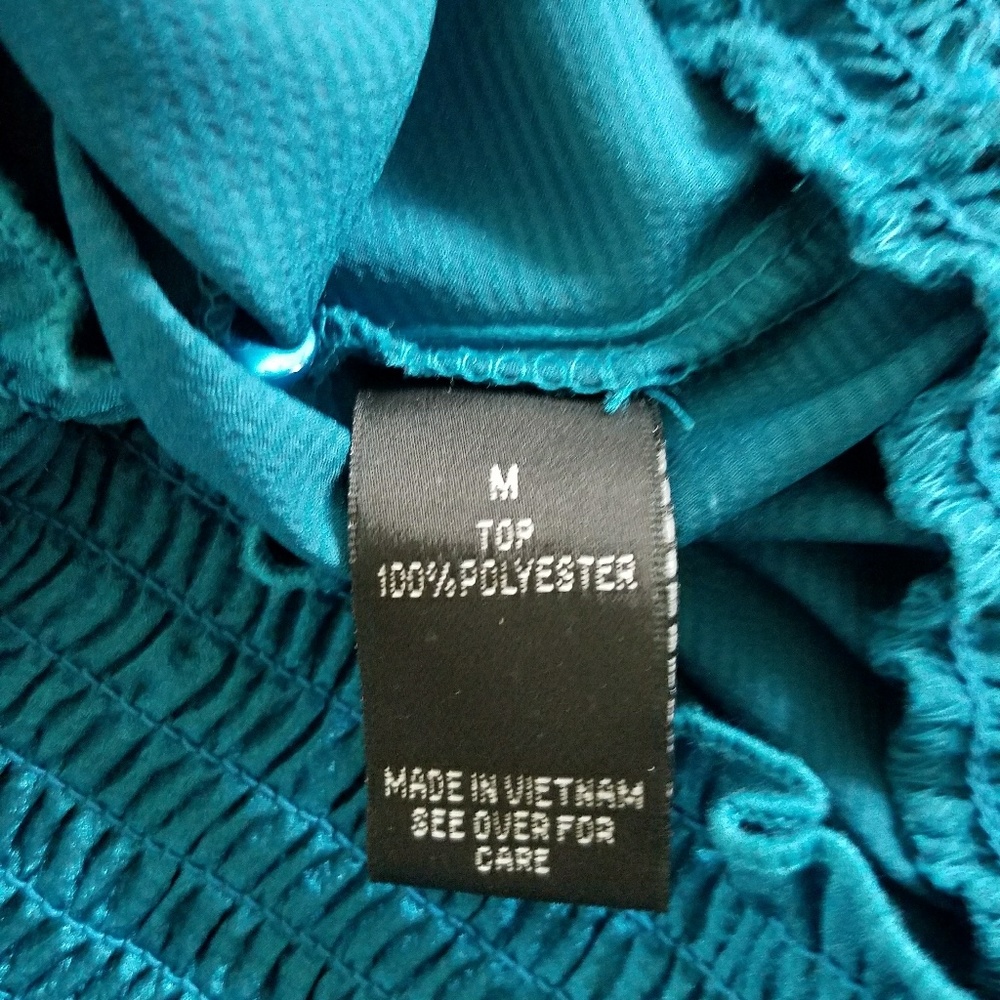 M
TOP
100%POLYESTER
MADE IN VIETNAM
SEE OVER FOR
CARE